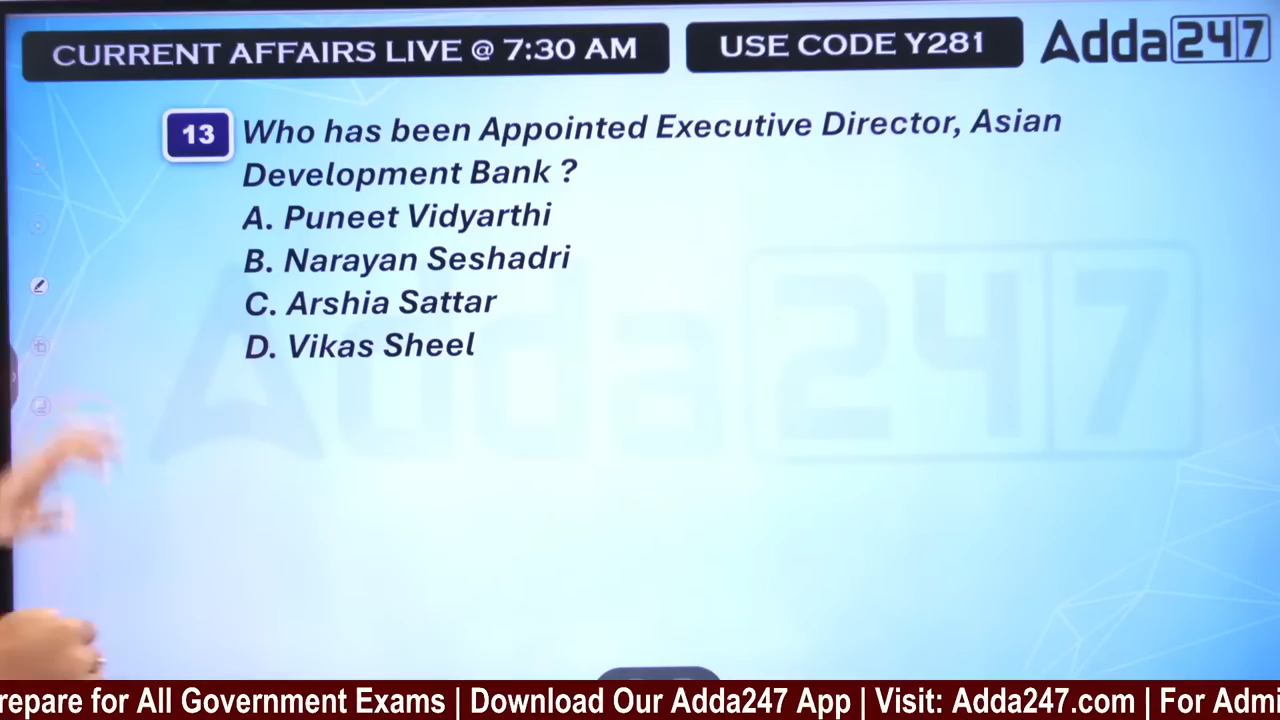 CURRENT AFFAIRS LIVE @ 7:30 AM
USE CODE Y281
Adda247
13
Who has been Appointed Executive Director, Asian
Development Bank ?
A. Puneet Vidyarthi
B. Narayan Seshadri
C. Arshia Sattar
D. Vikas Sheel
Adda247
repare for All Government Exams | Download Our Adda247 App | Visit: Adda247.com | For Admi